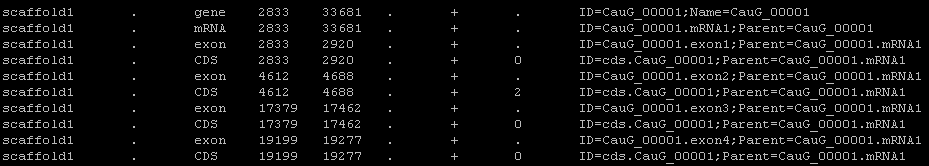 scaffold1 . gene 2833 33681 . + . ID=CauG_00001;Name=CauG_00001
scaffold1 . mRNA 2833 33681 . + . ID=CauG_00001.mRNA1;Parent=CauG_00001
scaffold1 . exon 2833 2920 . + . ID=CauG_00001.exon1;Parent=CauG_00001.mRNA1
scaffold1 . CDS 2833 2920 . + 0 ID=cds.CauG_00001;Parent=CauG_00001.mRNA1
scaffold1 . exon 4612 4688 . + . ID=CauG_00001.exon2;Parent=CauG_00001.mRNA1
scaffold1 . CDS 4612 4688 . + 2 ID=cds.CauG_00001;Parent=CauG_00001.mRNA1
scaffold1 . exon 17379 17462 . + . ID=CauG_00001.exon3;Parent=CauG_00001.mRNA1
scaffold1 . CDS 17379 17462 . + 0 ID=cds.CauG_00001;Parent=CauG_00001.mRNA1
scaffold1 . exon 19199 19277 . + . ID=CauG_00001.exon4;Parent=CauG_00001.mRNA1
scaffold1 . CDS 19199 19277 . + 0 ID=cds.CauG_00001;Parent=CauG_00001.mRNA1